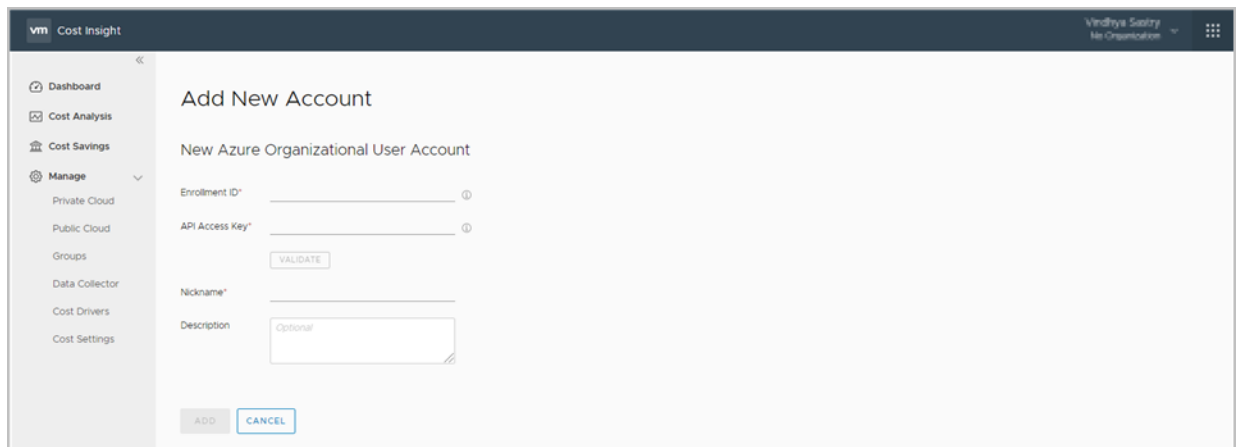 vm Cost Insight
Vindhya Sastry
No Organization
Dashboard
Cost Analysis
Cost Savings
Manage
Private Cloud
Public Cloud
Groups
Data Collector
Cost Drivers
Cost Settings
Add New Account
New Azure Organizational User Account
Enrollment ID*
API Access Key*
VALIDATE
Nickname*
Description
Optional
ADD CANCEL